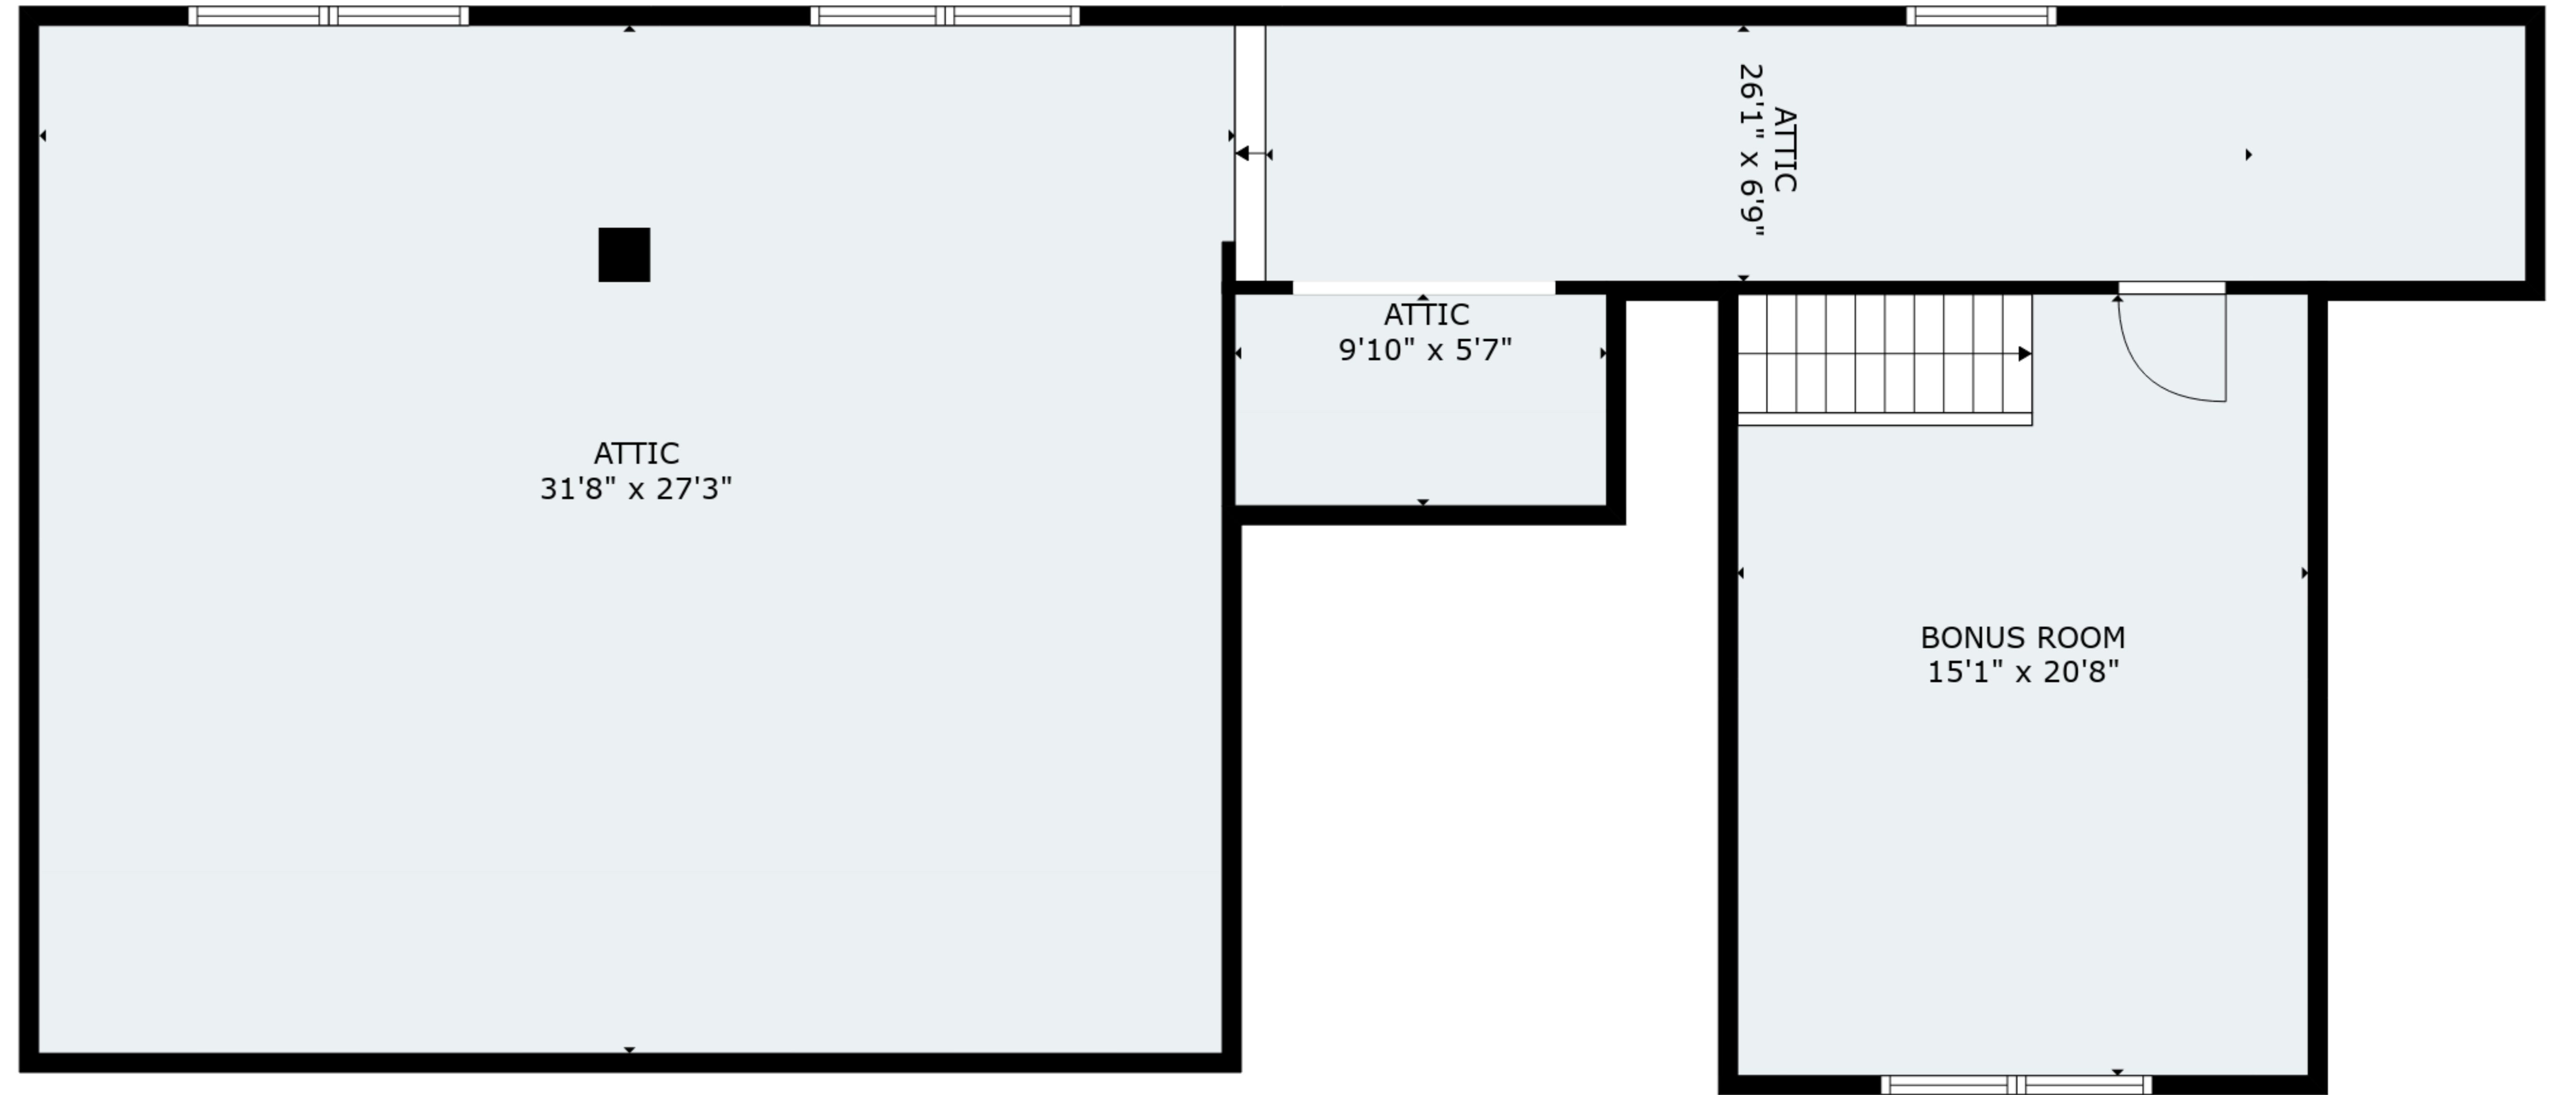 ATTIC
26'1" x 6'9"
ATTIC
9'10" x 5'7"
ATTIC
31'8" x 27'3"
BONUS ROOM
15'1" x 20'8"